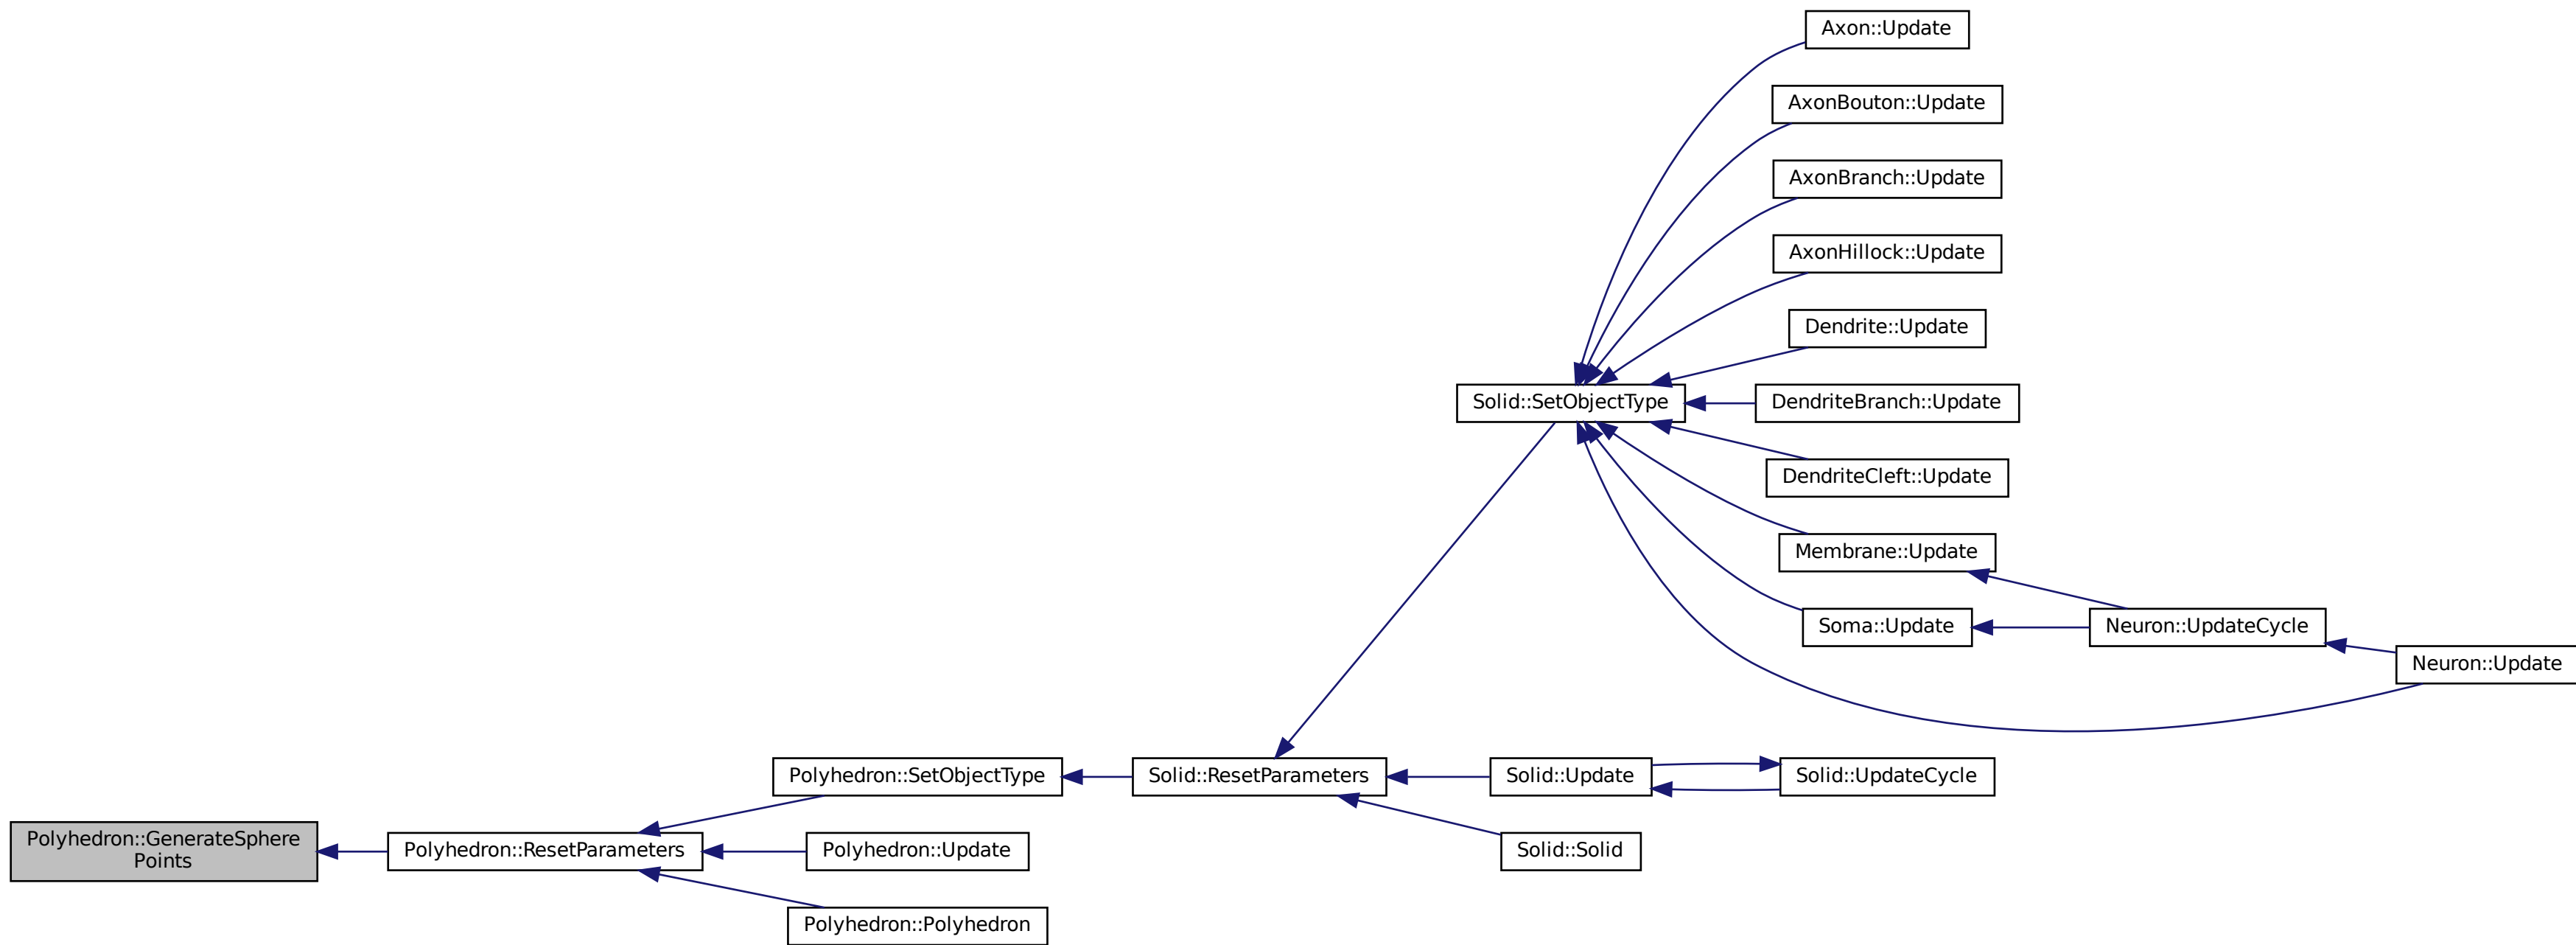 Axon::Update
AxonBouton::Update
AxonBranch::Update
AxonHillock::Update
Dendrite::Update
Solid::SetObjectType
DendriteBranch::Update
DendriteCleft::Update
Membrane::Update
Soma::Update
Neuron::UpdateCycle
Neuron::Update
Polyhedron::SetObjectType
Solid::ResetParameters
Solid::Update
Solid::UpdateCycle
Polyhedron::GenerateSphere
Points
Polyhedron::ResetParameters
Polyhedron::Update
Solid::Solid
Polyhedron::Polyhedron